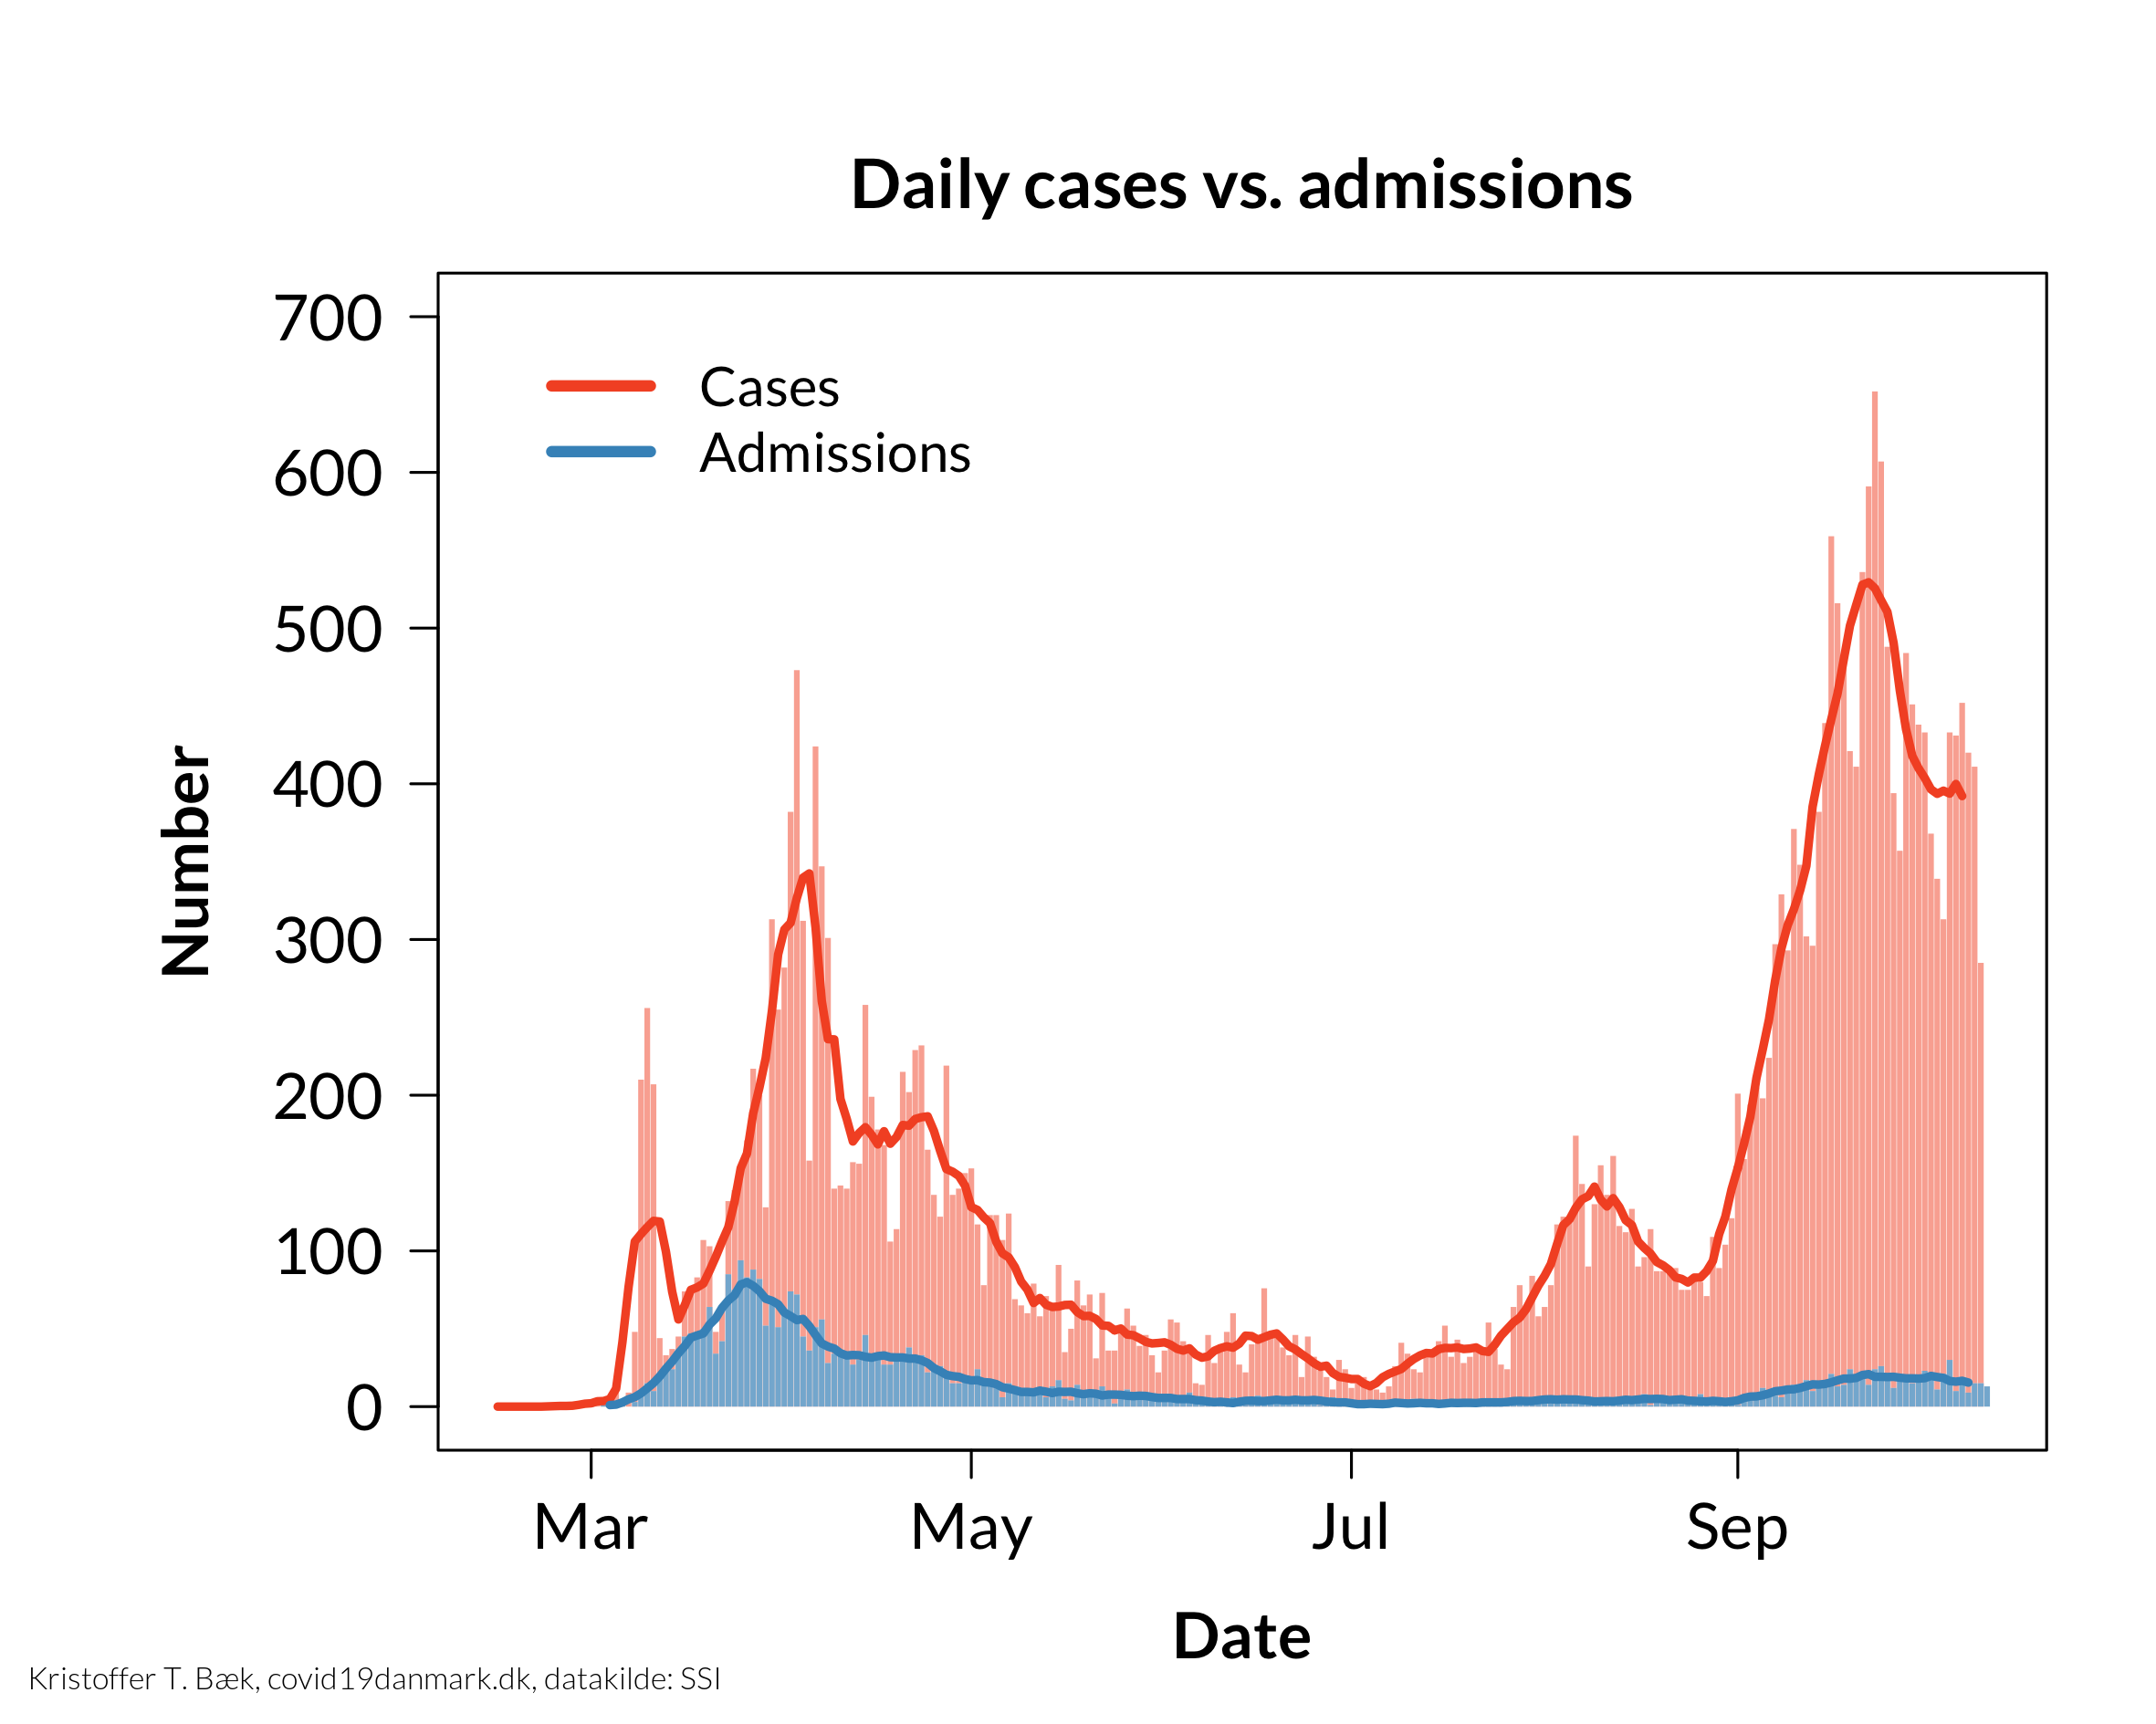 Daily cases vs. admissions
700
600
500
400
300
200
100
0
Number
Cases
Admissions
Mar May Jul Sep
Date
Kristoffer T. Bæk, covid19danmark.dk, datakilde: SSI